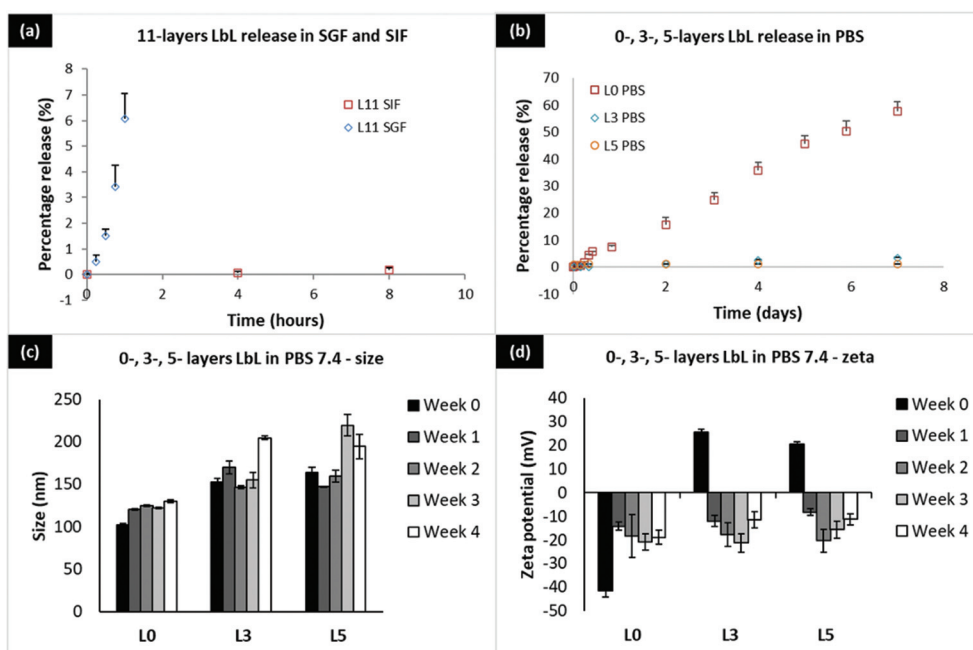 (a)
11-layers LbL release in SGF and SIF
Percentage release (%)
8
7
6
5
4
3
2
1
0
-1
0
2
4
6
8
10
Time (hours)
L11 SIF
L11 SGF
(b)
0-, 3-, 5-layers LbL release in PBS
Percentage release (%)
70
60
50
40
30
20
10
0
-10
0
2
4
6
8
Time (days)
L0 PBS
L3 PBS
L5 PBS
(c)
0-, 3-, 5- layers LbL in PBS 7.4 - size
Size (nm)
250
200
150
100
50
0
L0
L3
L5
Week 0
Week 1
Week 2
Week 3
Week 4
(d)
0-, 3-, 5- layers LbL in PBS 7.4 - zeta
Zeta potential (mV)
40
30
20
10
0
-10
-20
-30
-40
-50
L0
L3
L5
Week 0
Week 1
Week 2
Week 3
Week 4